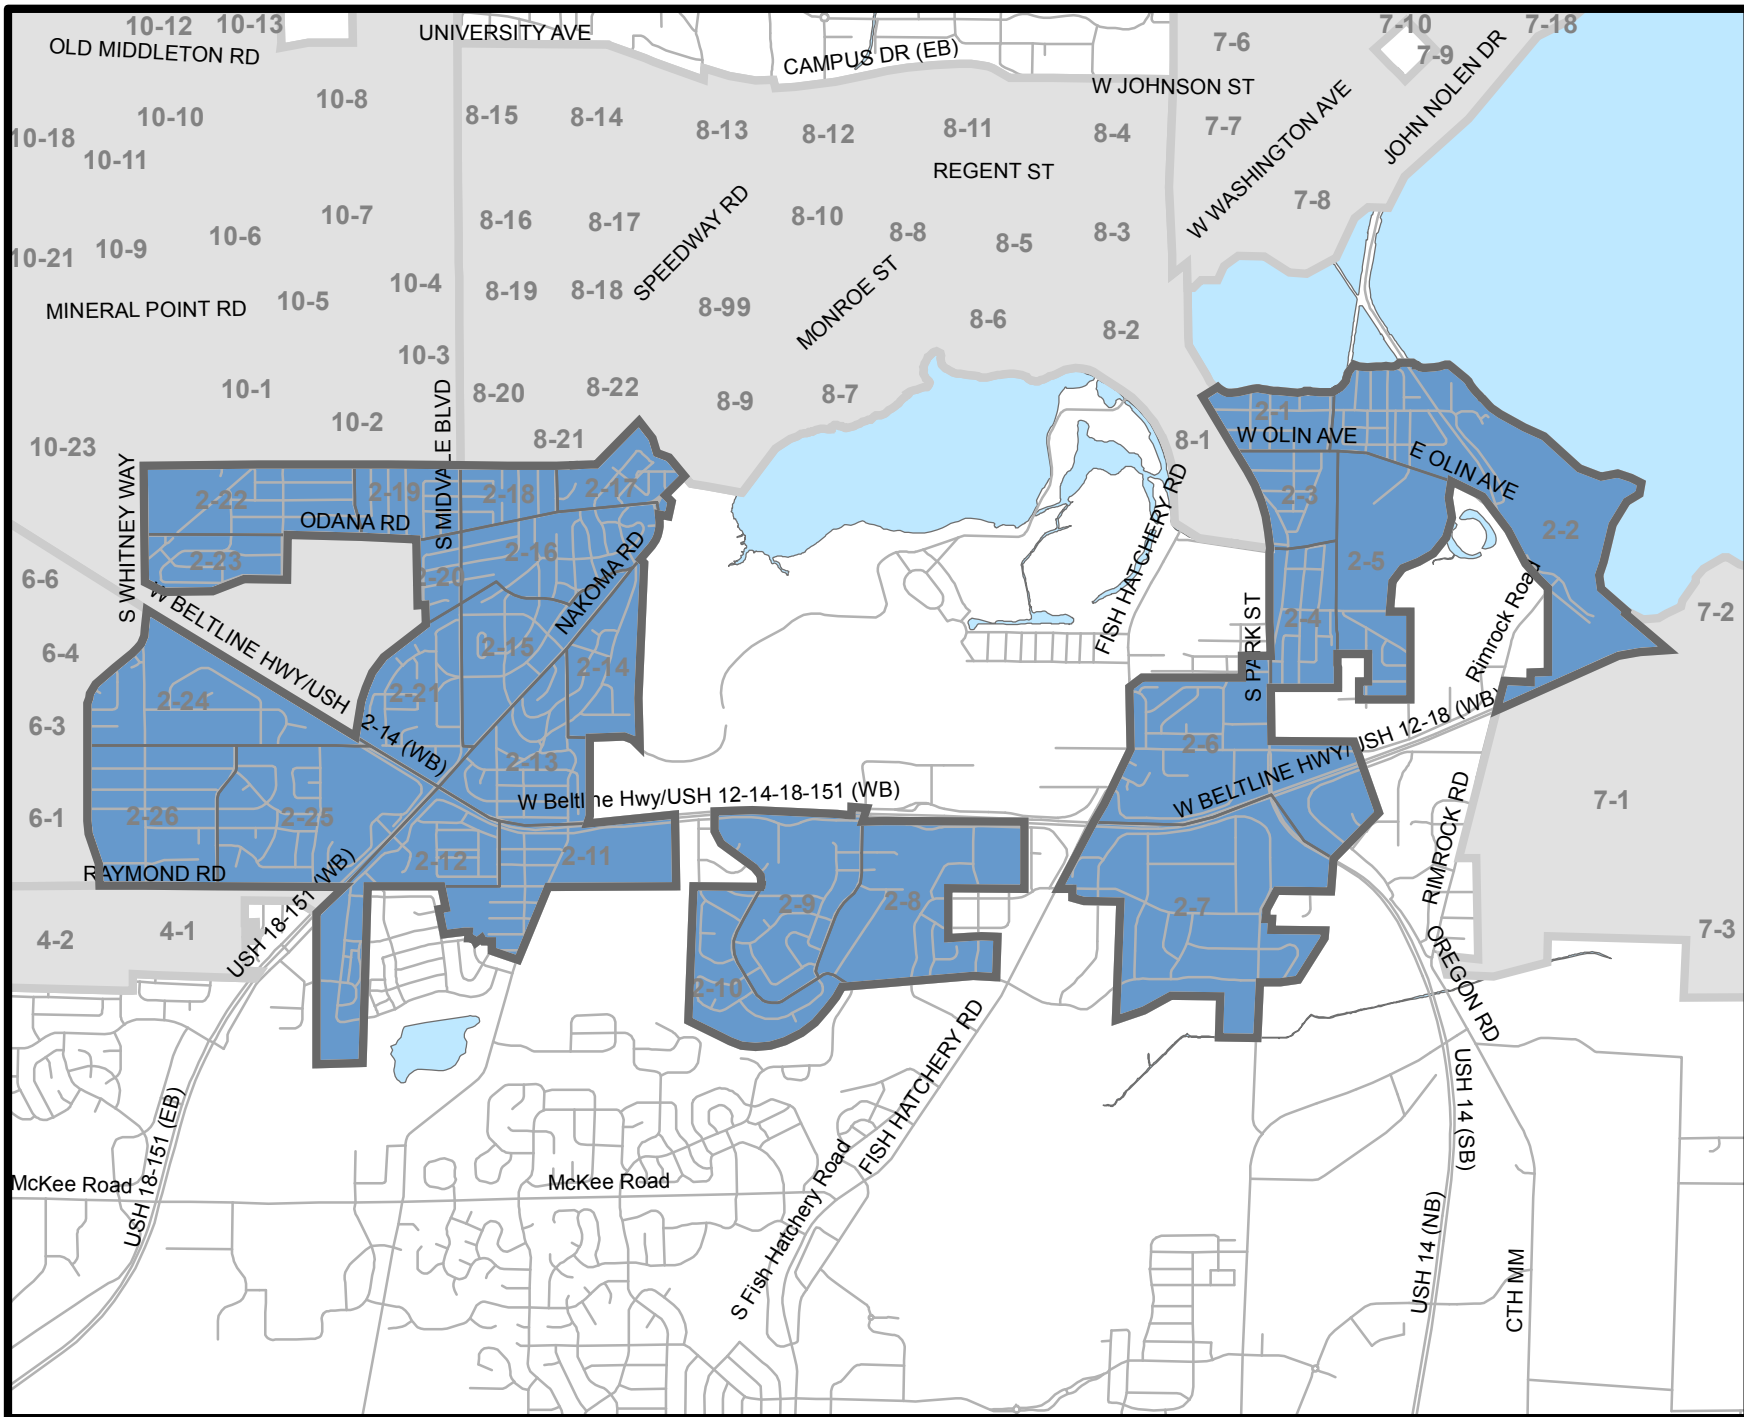 10-12
10-13
UNIVERSITY AVE
7-10
7-18
OLD MIDDLETON RD
CAMPUS DR (EB)
7-6
7-9
JOHN NOLEN DR
W JOHNSON ST
10-8
10-10
8-15
8-14
8-13
8-12
8-11
8-4
7-7
W WASHINGTON AVE
10-18
10-11
REGENT ST
7-8
10-7
8-16
8-17
SPEEDWAY RD
8-10
8-8
8-5
8-3
10-6
10-9
10-21
10-4
8-19
8-18
MINERAL POINT RD
10-5
8-99
MONROE ST
8-6
8-2
10-3
10-1
S MIDVALE BLVD
8-20
8-22
8-9
8-7
10-2
8-21
2-1
W OLIN AVE
8-1
10-23
S WHITNEY WAY
E OLIN AVE
2-22
2-19
2-18
2-17
2-3
ODANA RD
FISH HATCHERY RD
2-2
2-23
2-16
NAKOMA RD
2-5
6-6
2-20
W BELTLINE HWY/USH
2-14 (WB)
Rimrock Road
7-2
S PARK ST
2-4
6-4
2-15
2-14
2-24
2-21
6-3
W BELTLINE HWY/USH 12-18 (WB)
2-6
2-13
W Beltline Hwy/USH 12-14-18-151 (WB)
RIMROCK RD
7-1
6-1
2-26
2-25
2-12
2-11
RAYMOND RD
USH 18-151 (WB)
2-9
2-8
2-7
4-2
4-1
7-3
OREGON RD
2-10
FISH HATCHERY RD
USH 14 (SB)
USH 18-151 (EB)
McKee Road
McKee Road
S Fish Hatchery Road
USH 14 (NB)
CTH MM